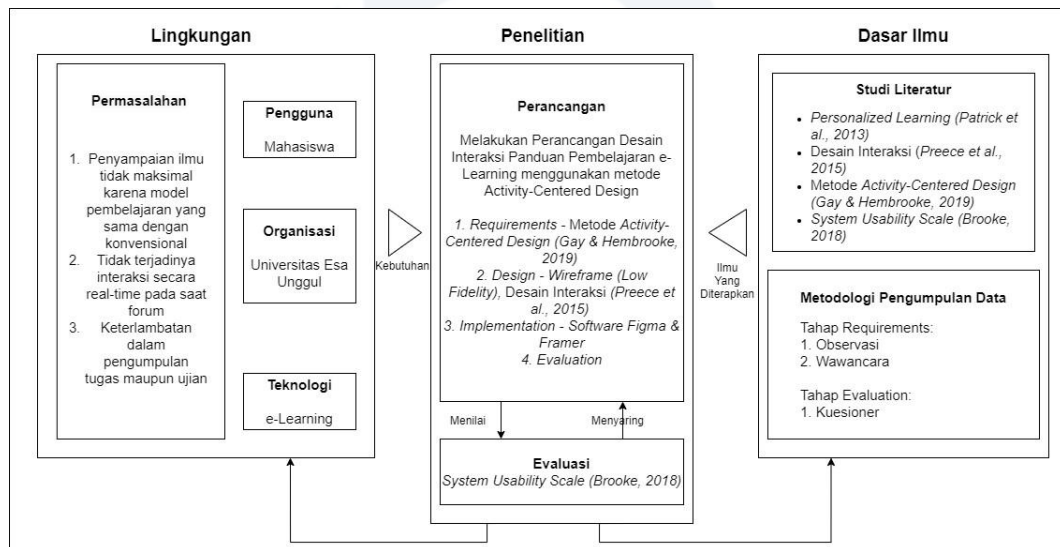 Lingkungan
Permasalahan
1. Penyampaian ilmu
tidak maksimal
karena model
pembelajaran yang
sama dengan
konvensional
2. Tidak terjadinya
interaksi secara
real-time pada saat
forum
3. Keterlambatan
dalam
pengumpulan
tugas maupun ujian
Pengguna
Mahasiswa
Organisasi
Universitas Esa
Unggul
Teknologi
e-Learning
Kebutuhan
Penelitian
Perancangan
Melakukan Perancangan Desain
Interaksi Panduan Pembelajaran e-
Learning menggunakan metode
Activity-Centered Design
1. Requirements - Metode Activity-
Centered Design (Gay & Hembrooke,
2019)
2. Design - Wireframe (Low
Fidelity), Desain Interaksi (Preece et
al., 2015)
3. Implementation - Software Figma &
Framer
4. Evaluation
Menilai
Menyaring
Evaluasi
System Usability Scale (Brooke, 2018)
Ilmu
Yang
Diterapkan
Dasar Ilmu
Studi Literatur
• Personalized Learning (Patrick et
al., 2013)
• Desain Interaksi (Preece et al.,
2015)
• Metode Activity-Centered Design
(Gay & Hembrooke, 2019)
• System Usability Scale (Brooke,
2018)
Metodologi Pengumpulan Data
Tahap Requirements:
1. Observasi
2. Wawancara
Tahap Evaluation:
1. Kuesioner